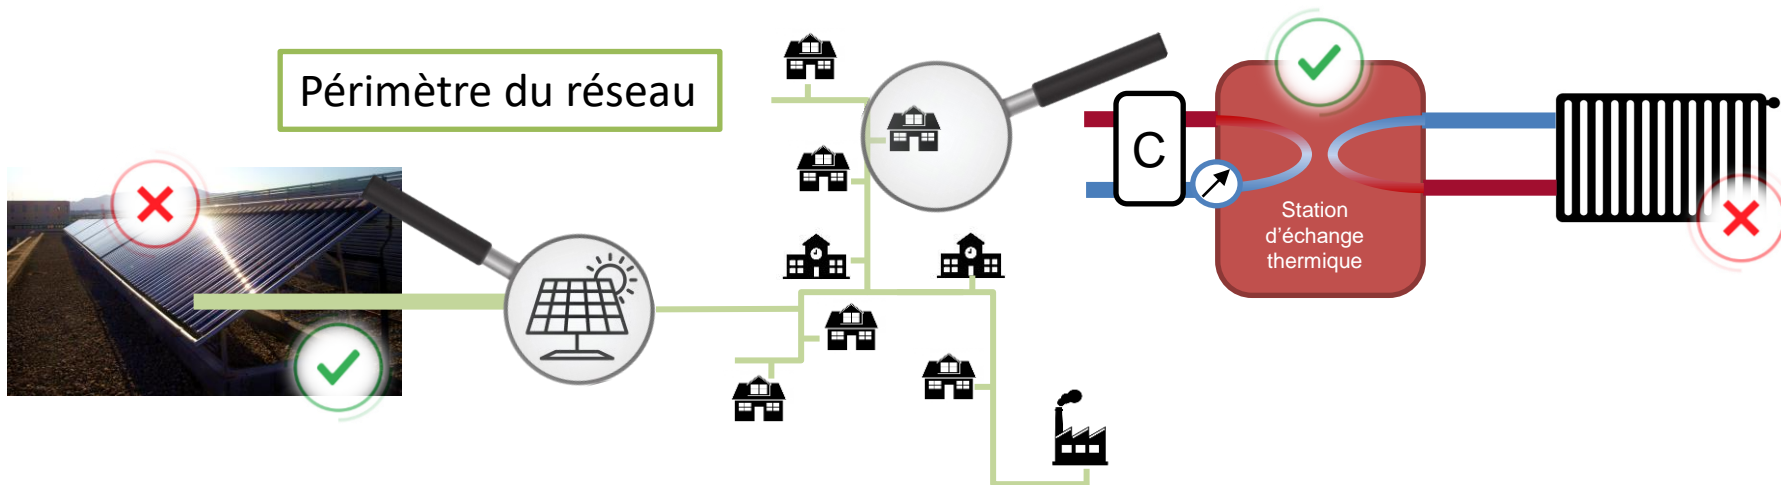 Périmètre du réseau
C
Station
d'échange
thermique